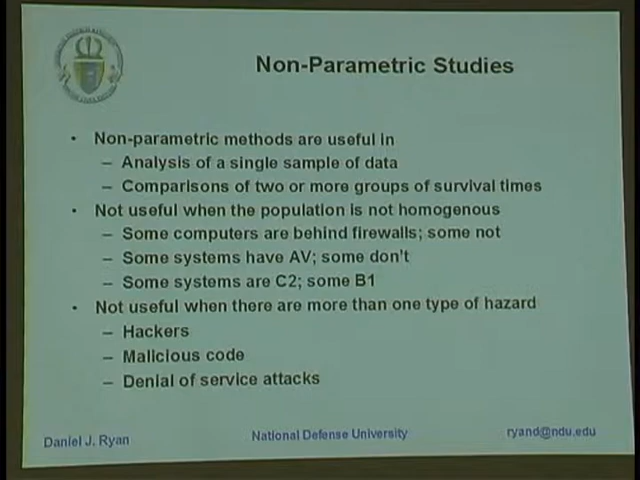 Non-Parametric Studies
• Non-parametric methods are useful in
– Analysis of a single sample of data
– Comparisons of two or more groups of survival times
• Not useful when the population is not homogenous
– Some computers are behind firewalls; some not
– Some systems have AV; some don't
– Some systems are C2; some B1
• Not useful when there are more than one type of hazard
– Hackers
– Malicious code
– Denial of service attacks
Daniel J. Ryan
National Defense University
ryand@ndu.edu